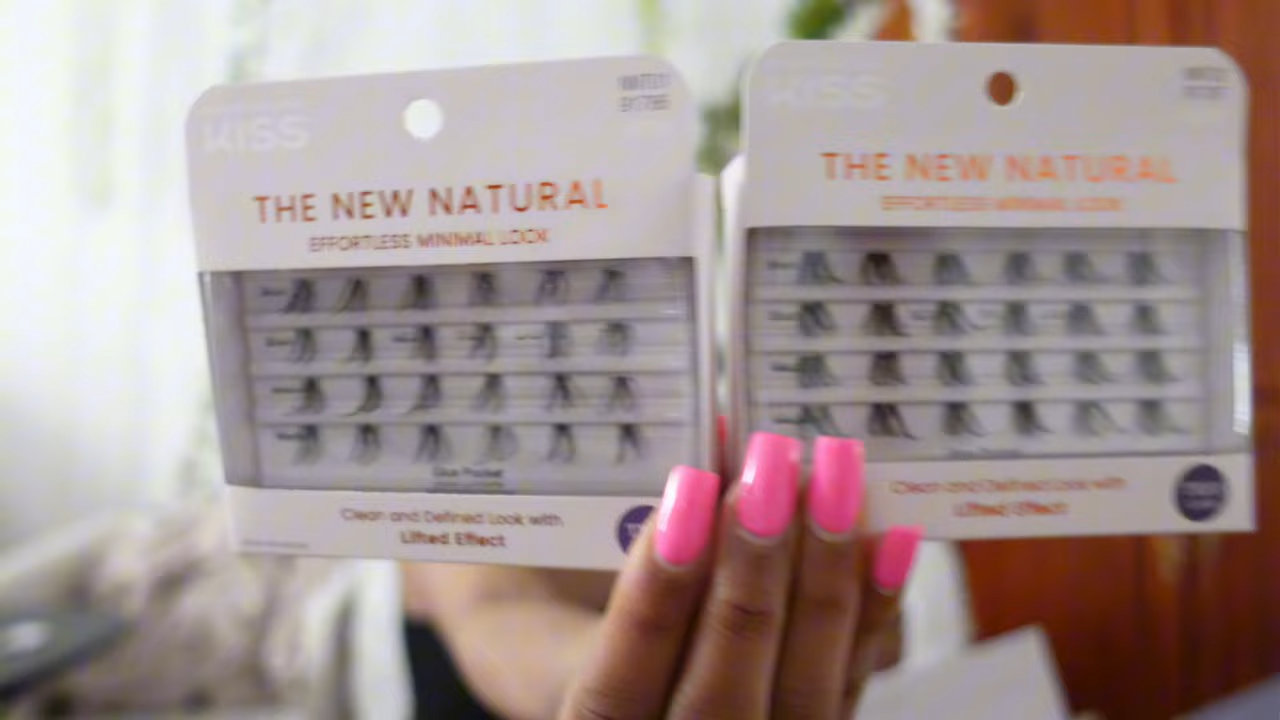 KISS
THE NEW NATURAL
EFFORTLESS MINIMAL LOOK
Clean and Defined Look with
Lifted Effect
KISS
THE NEW NATURAL
EFFORTLESS MINIMAL LOOK
Clean and Defined Look with
Lifted Effect